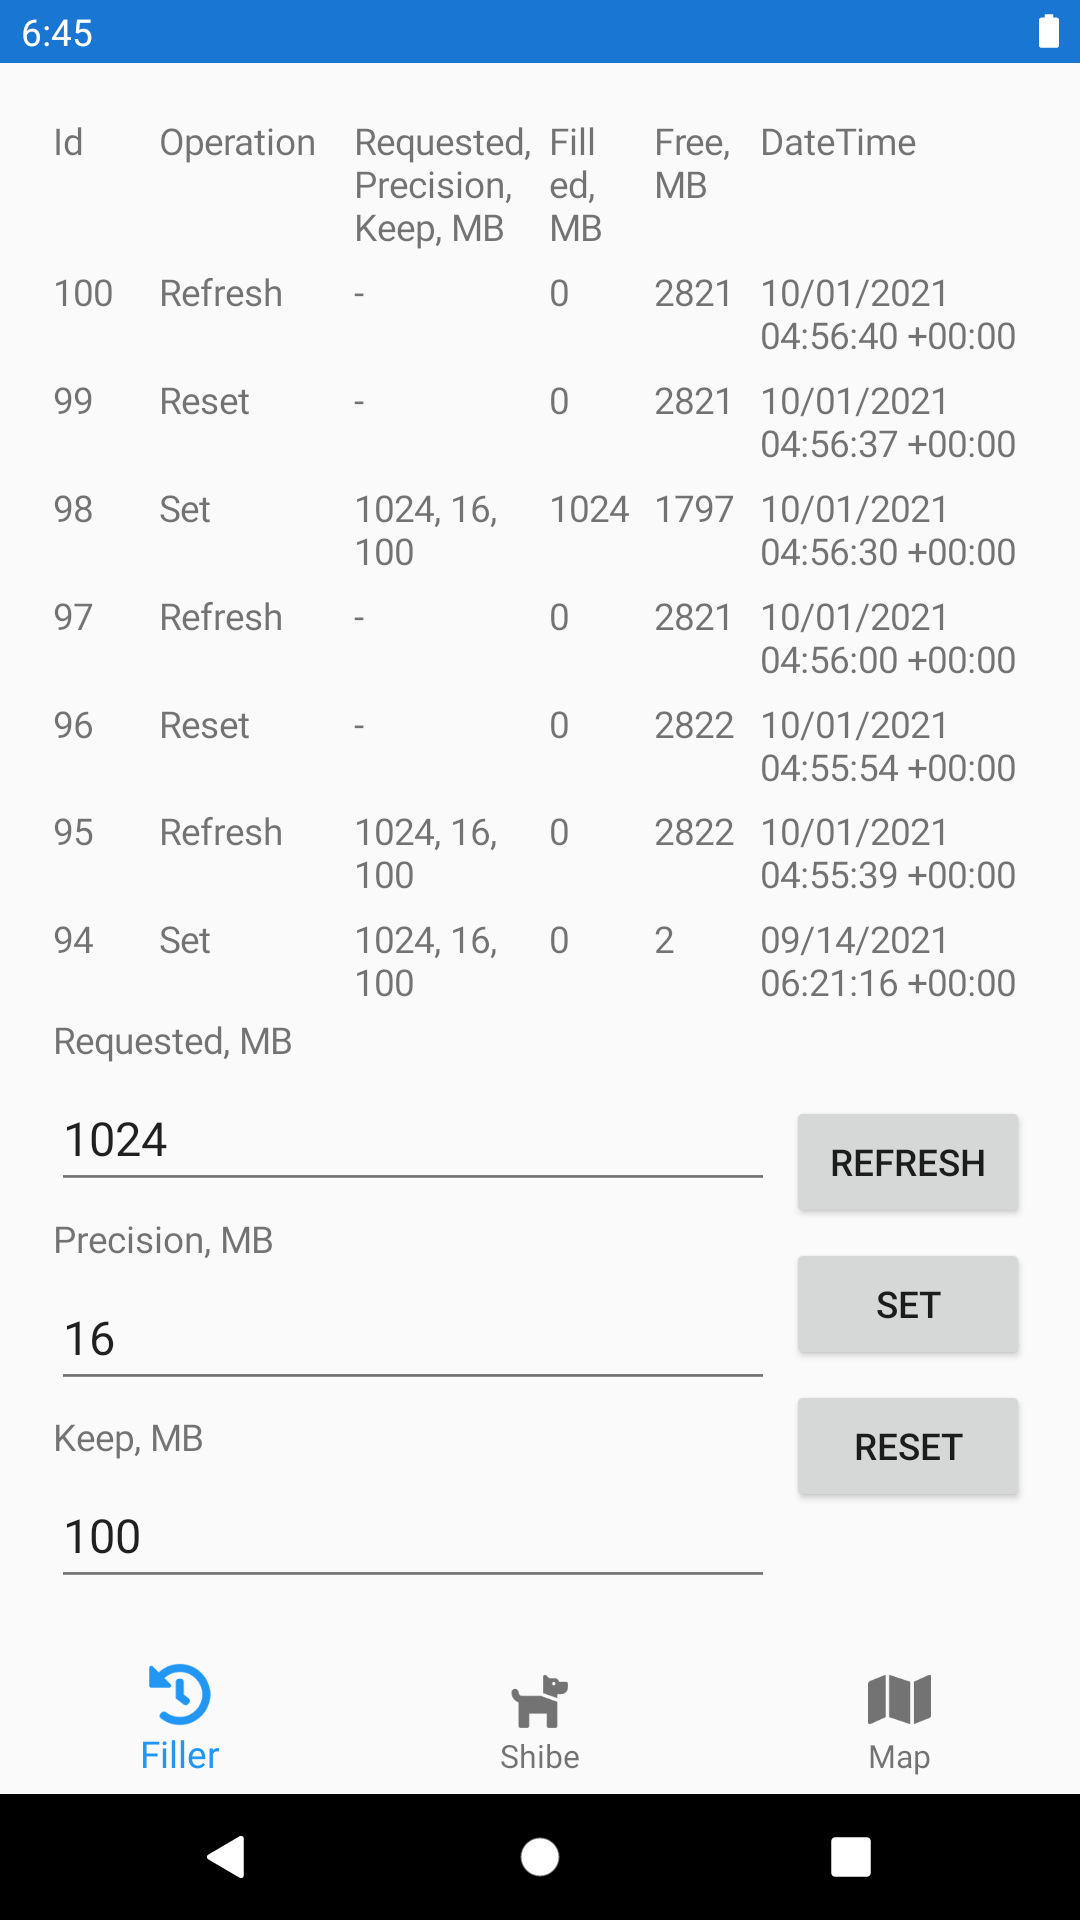 6:45
Id Operation Requested, Precision, Keep, MB Filled, MB Free, MB DateTime
100 Refresh - 0 2821 10/01/2021 04:56:40 +00:00
99 Reset - 0 2821 10/01/2021 04:56:37 +00:00
98 Set 1024, 16, 100 1024 1797 10/01/2021 04:56:30 +00:00
97 Refresh - 0 2821 10/01/2021 04:56:00 +00:00
96 Reset - 0 2822 10/01/2021 04:55:54 +00:00
95 Refresh 1024, 16, 100 0 2822 10/01/2021 04:55:39 +00:00
94 Set 1024, 16, 100 0 2 09/14/2021 06:21:16 +00:00
Requested, MB
1024
REFRESH
Precision, MB
SET
16
Keep, MB
RESET
100
Filler Shibe Map